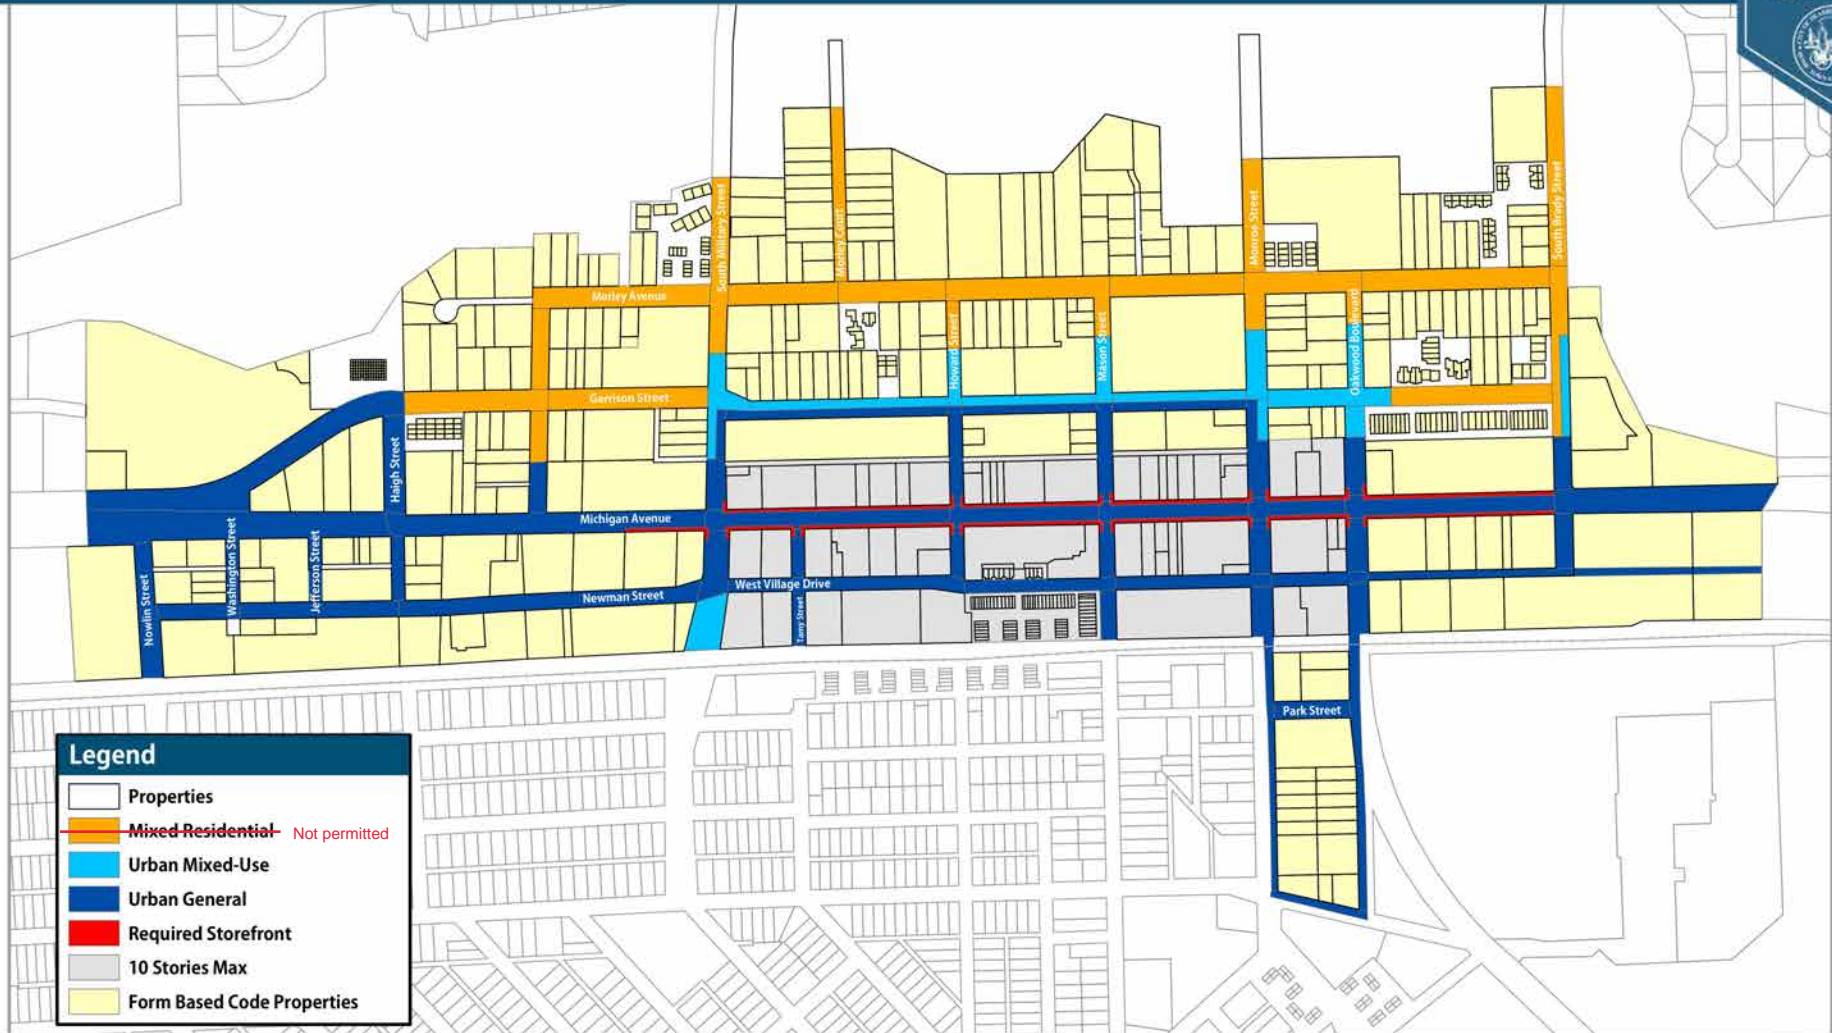 South Military Street
Morley Court
Monroe Street
South Brady Street
Morley Avenue
Howard Street
Mason Street
Oakwood Boulevard
Garrison Street
Haigh Street
Michigan Avenue
Washington Street
Jefferson Street
Nowlin Street
West Village Drive
Newman Street
Tarny Street
Park Street
Legend
Properties
Mixed Residential Not permitted
Urban Mixed-Use
Urban General
Required Storefront
10 Stories Max
Form Based Code Properties